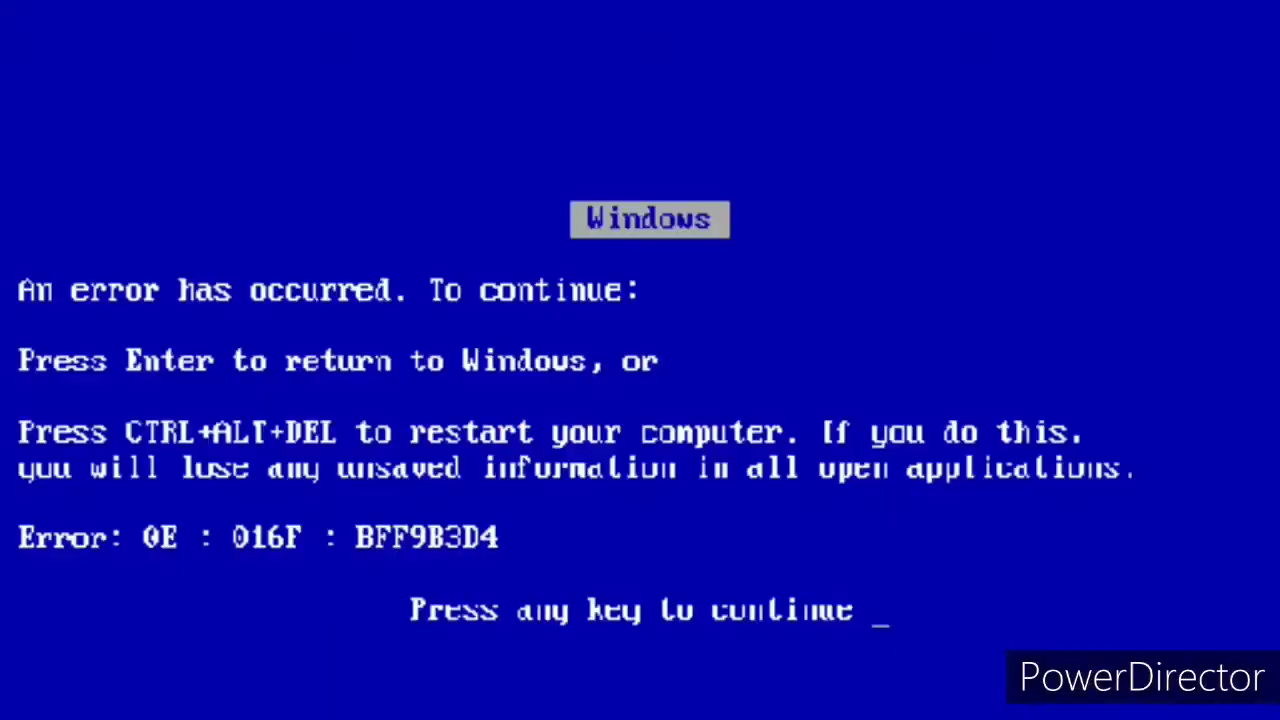 Windows
An error has occurred. To continue:
Press Enter to return to Windows, or
Press CTRL+ALT+DEL to restart your computer. If you do this,
you will lose any unsaved information in all open applications.
Error: 0E : 016F : BFF9B3D4
Press any key to continue _
PowerDirector